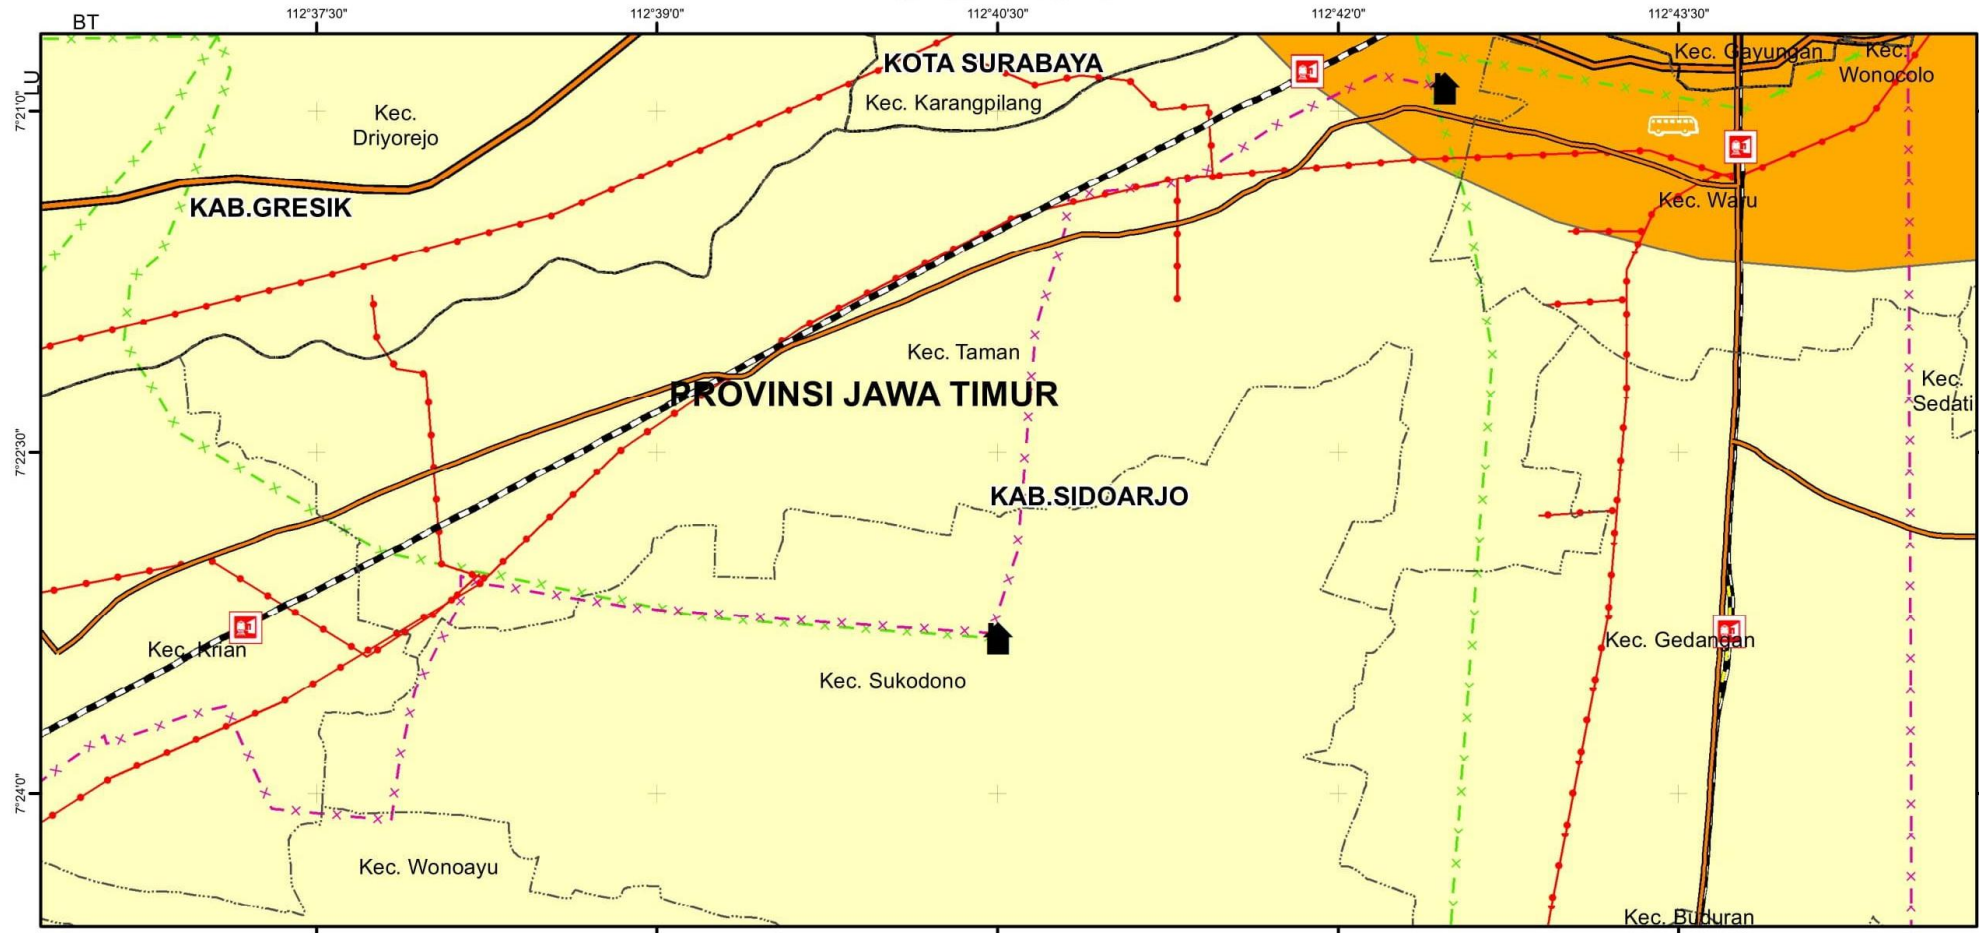 BT
112°37'30"
112°39'0"
112°40'30"
112°42'0"
112°43'30"
LU
7°21'0"
7°22'30"
7°24'0"
KOTA SURABAYA
Kec. Gayungan
Kec.
Wonocolo
Kec.
Driyorejo
Kec. Karangpilang
KAB.GRESIK
Kec. Waru
Kec. Taman
PROVINSI JAWA TIMUR
Kec.
Sedati
KAB.SIDOARJO
Kec. Krian
Kec. Gedangan
Kec. Sukodono
Kec. Wonoayu
Kec. Buduran